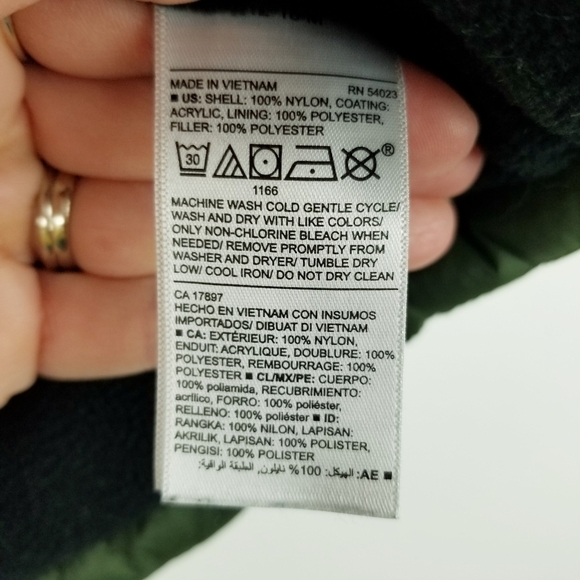 MADE IN VIETNAM RN 54023
■ US: SHELL: 100% NYLON, COATING:
ACRYLIC, LINING: 100% POLYESTER,
FILLER: 100% POLYESTER
30
®
1166
MACHINE WASH COLD GENTLE CYCLE/
WASH AND DRY WITH LIKE COLORS/
ONLY NON-CHLORINE BLEACH WHEN
NEEDED/ REMOVE PROMPTLY FROM
WASHER AND DRYER/ TUMBLE DRY
LOW/ COOL IRON/ DO NOT DRY CLEAN
CA 17897
HECHO EN VIETNAM CON INSUMOS
IMPORTADOS/ DIBUAT DI VIETNAM
■ CA: EXTÉRIEUR: 100% NYLON,
ENDUIT: ACRYLIQUE, DOUBLURE: 100%
POLYESTER, REMBOURRAGE: 100%
POLYESTER ■ CL/MX/PE: CUERPO:
100% poliamida, RECUBRIMIENTO:
acrílico, FORRO: 100% poliéster,
RELLENO: 100% poliéster ■ ID:
RANGKA: 100% NILON, LAPISAN:
AKRILIK, LAPISAN: 100% POLISTER,
PENGISI: 100% POLISTER
■ AE: الهيكل: 100% نايلون, الطبقة الواقية: